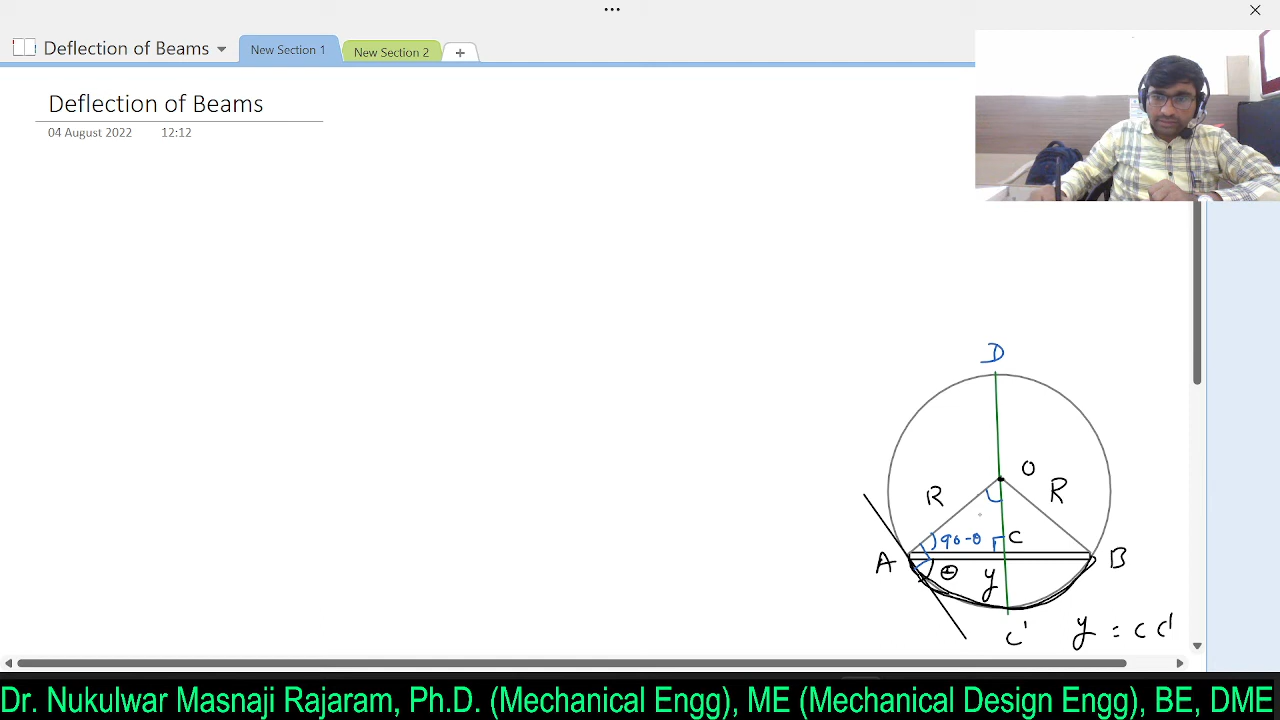 Deflection of Beams
New Section 1
New Section 2
Deflection of Beams
04 August 2022 12:12
D
O
R
R
90-θ
C
A
B
θ
y
C'
y = CC'
Dr. Nukulwar Masnaji Rajaram, Ph.D. (Mechanical Engg), ME (Mechanical Design Engg), BE, DME